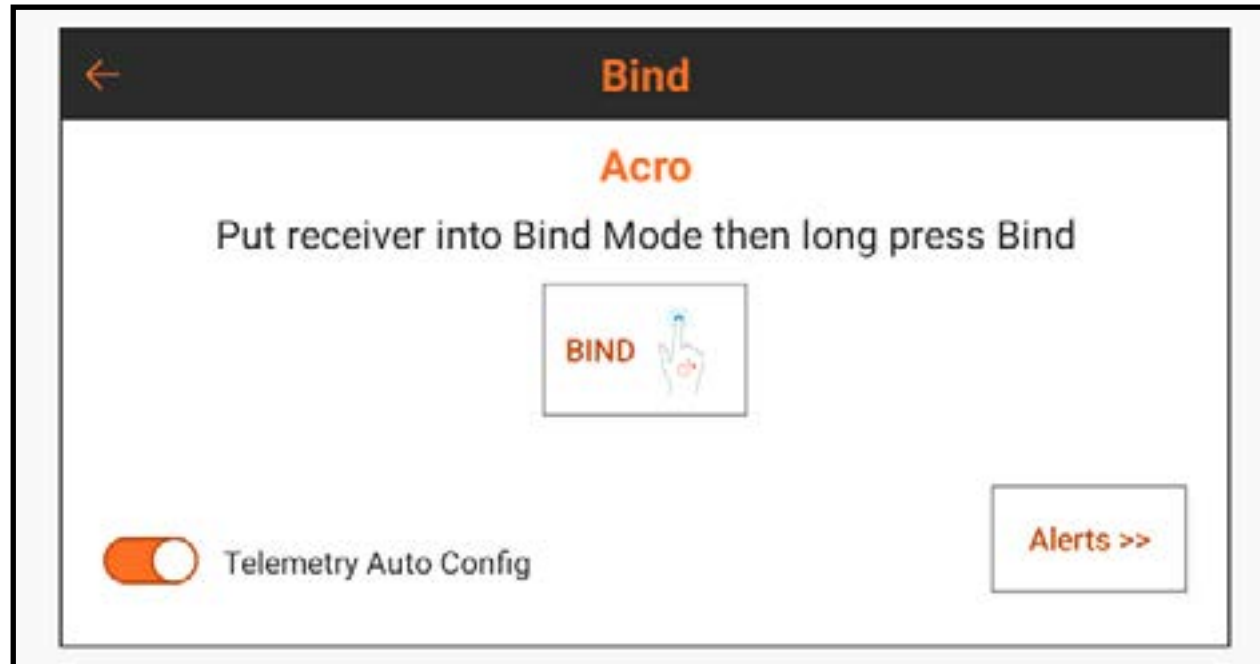 Bind
Acro
Put receiver into Bind Mode then long press Bind
BIND
Alerts >>
Telemetry Auto Config